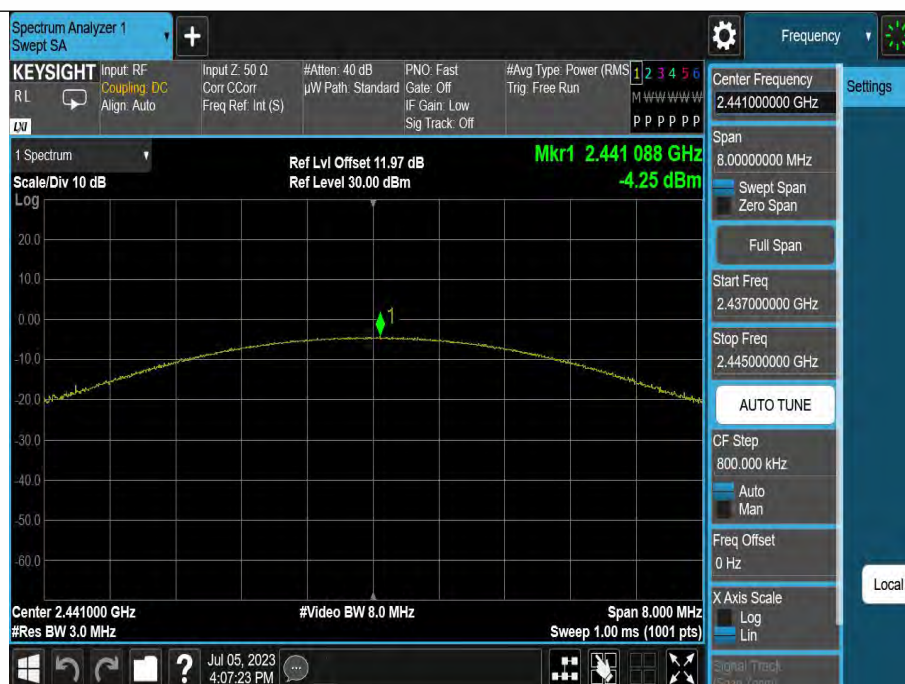 Spectrum Analyzer 1
Swept SA
+
Frequency
KEYSIGHT
RL
LXI
Input: RF
Coupling: DC
Align: Auto
Input Z: 50 Ω
Corr CCorr
Freq Ref: Int (S)
#Atten: 40 dB
µW Path: Standard
PNO: Fast
Gate: Off
IF Gain: Low
Sig Track: Off
#Avg Type: Power (RMS
Trig: Free Run
1 2 3 4 5 6
M W W W W W
P P P P P P
Center Frequency
2.441000000 GHz
Settings
Span
8.00000000 MHz
Swept Span
Zero Span
Full Span
Start Freq
2.437000000 GHz
Stop Freq
2.445000000 GHz
AUTO TUNE
CF Step
800.000 kHz
Auto
Man
Freq Offset
0 Hz
X Axis Scale
Log
Lin
Signal Track
(Span Zoom)
Local
1 Spectrum
Scale/Div 10 dB
Log
Ref Lvl Offset 11.97 dB
Ref Level 30.00 dBm
Mkr1 2.441 088 GHz
-4.25 dBm
20.0
10.0
0.00
-10.0
-20.0
-30.0
-40.0
-50.0
-60.0
1
Center 2.441000 GHz
#Res BW 3.0 MHz
#Video BW 8.0 MHz
Span 8.000 MHz
Sweep 1.00 ms (1001 pts)
?
Jul 05, 2023
4:07:23 PM